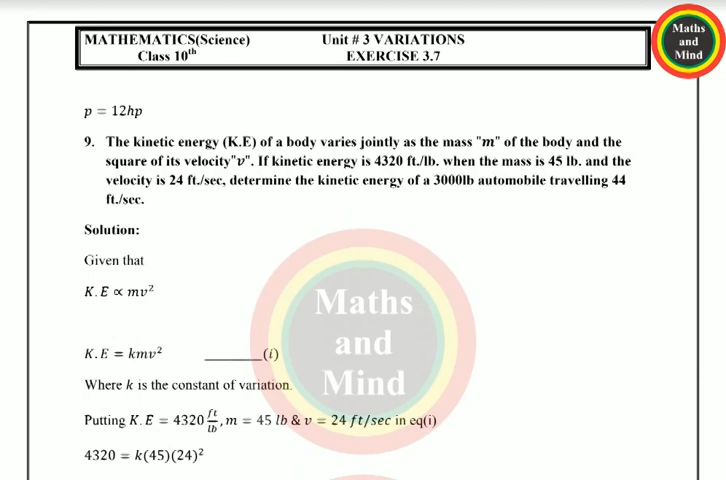 MATHEMATICS(Science) Unit # 3 VARIATIONS
Class 10th EXERCISE 3.7
Maths
and
Mind
p = 12hp
9. The kinetic energy (K.E) of a body varies jointly as the mass "m" of the body and the
square of its velocity"v". If kinetic energy is 4320 ft./lb. when the mass is 45 lb. and the
velocity is 24 ft./sec, determine the kinetic energy of a 3000lb automobile travelling 44
ft./sec.
Solution:
Given that
K.E ∝ mv²
Maths
and
Mind
K.E = kmv² ________(i)
Where k is the constant of variation.
Putting K.E = 4320 ft/lb, m = 45 lb & v = 24 ft/sec in eq(i)
4320 = k(45)(24)²